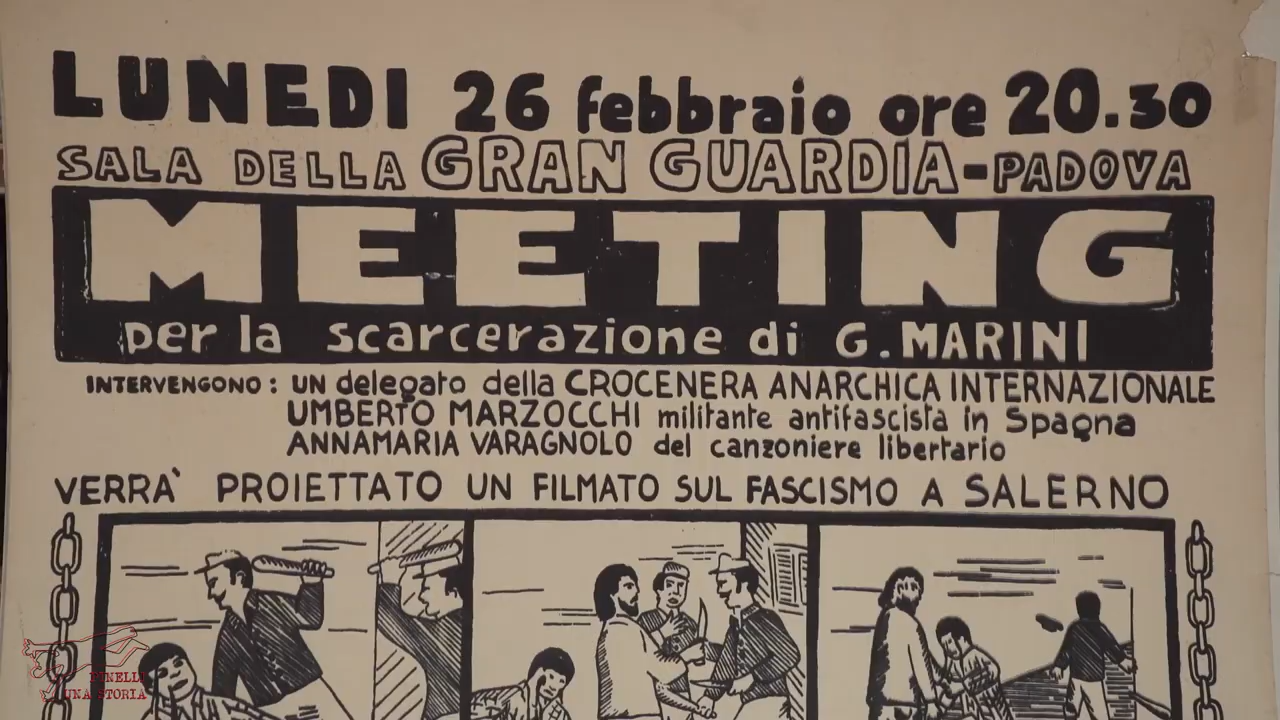 LUNEDI 26 febbraio ore 20.30
SALA DELLA GRAN GUARDIA - PADOVA
MEETING
per la scarcerazione di G. MARINI
INTERVENGONO: UN delegato della CROCENERA ANARCHICA INTERNAZIONALE
UMBERTO MARZOCCHI militante antifascista in Spagna
ANNAMARIA VARAGNOLO del canzoniere libertario
VERRA' PROIETTATO UN FILMATO SUL FASCISMO A SALERNO
PINELLI
UNA STORIA